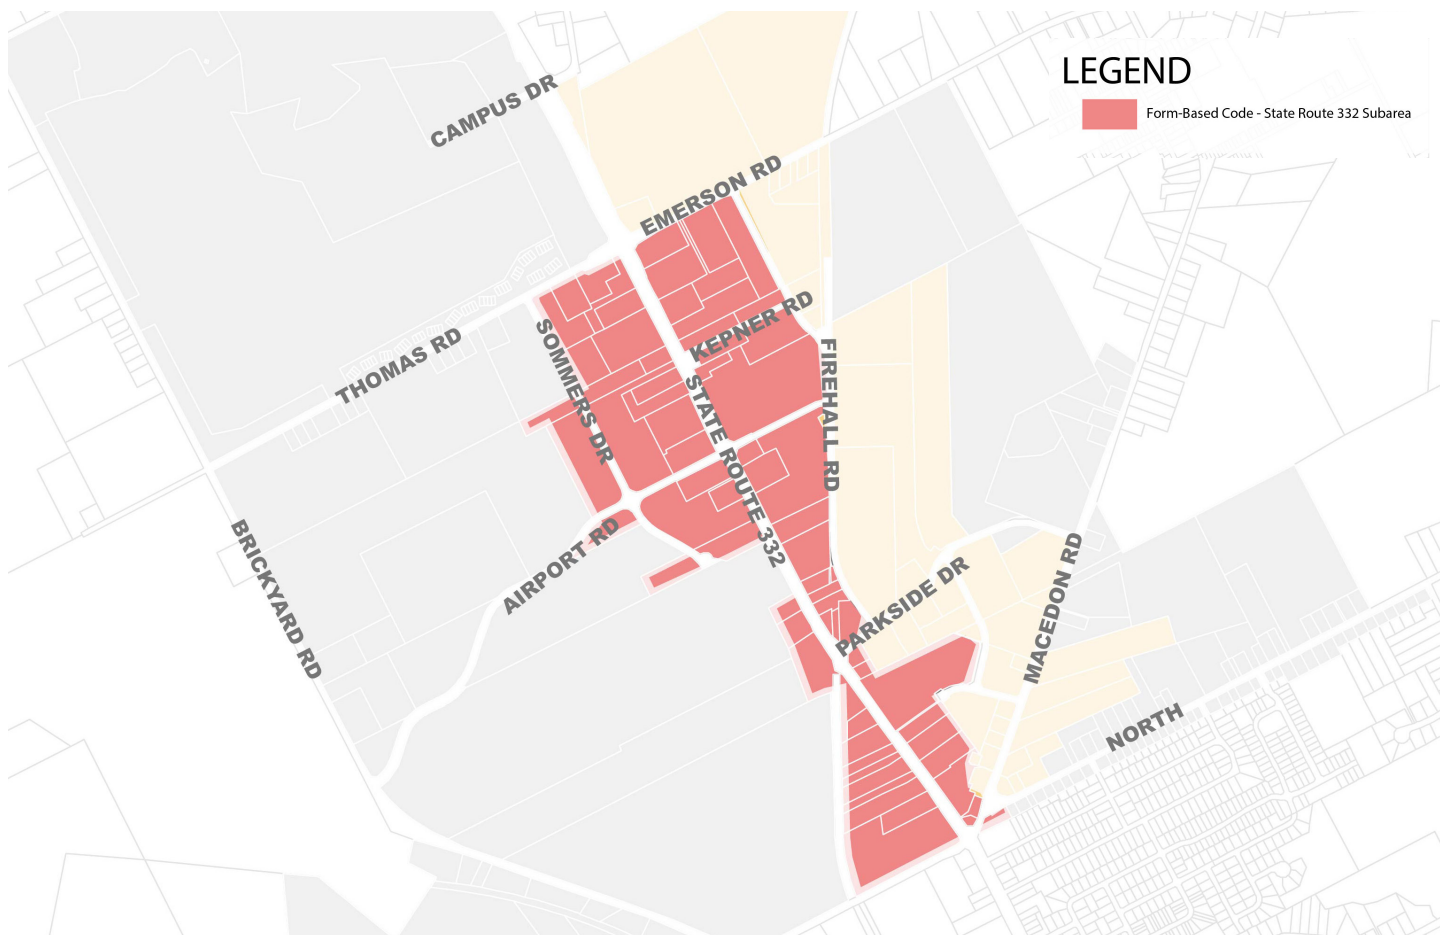 LEGEND
Form-Based Code - State Route 332 Subarea
CAMPUS DR
EMERSON RD
KEPNER RD
THOMAS RD
SOMMERS DR
STATE ROUTE 332
FIREHALL RD
AIRPORT RD
BRICKYARD RD
PARKSIDE DR
MACEDON RD
NORTH